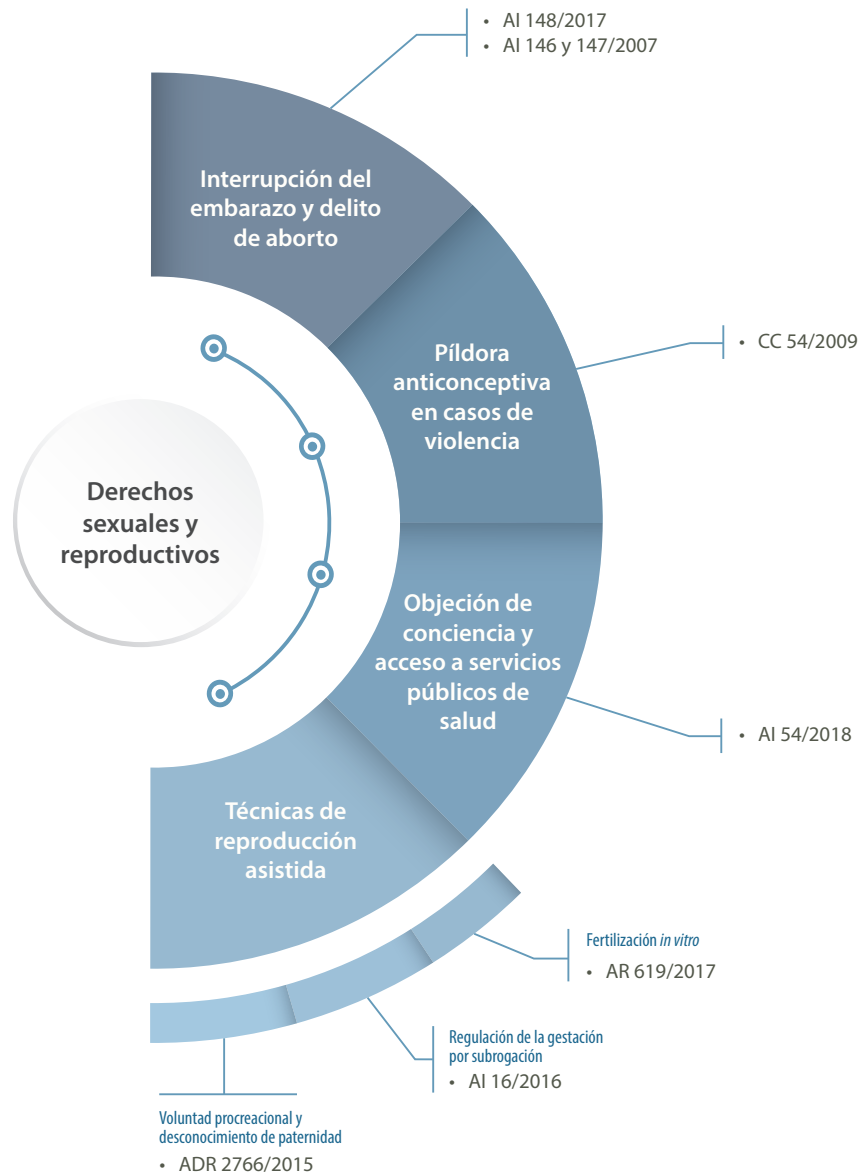 • AI 148/2017
• AI 146 y 147/2007
Interrupción del
embarazo y delito
de aborto
Píldora
anticonceptiva
en casos de
violencia
• CC 54/2009
Derechos
sexuales y
reproductivos
Objeción de
conciencia y
acceso a servicios
públicos de
salud
• AI 54/2018
Técnicas de
reproducción
asistida
Fertilización in vitro
• AR 619/2017
Regulación de la gestación
por subrogación
• AI 16/2016
Voluntad procreacional y
desconocimiento de paternidad
• ADR 2766/2015